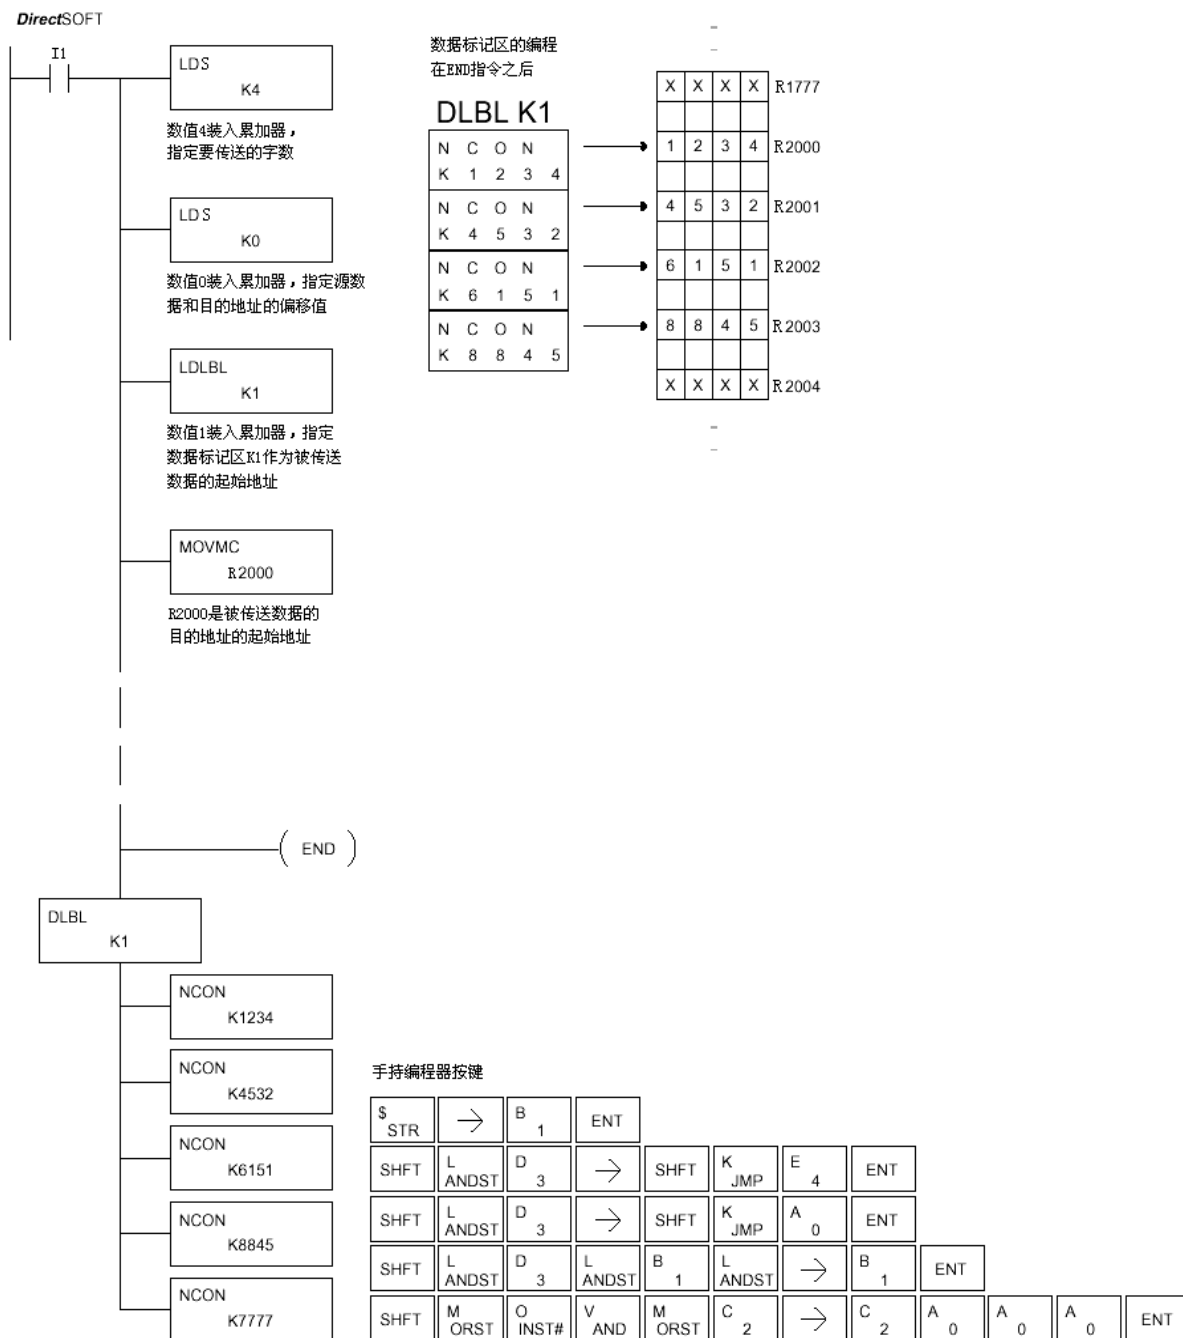 DirectSOFT
I1
LDS
K4
数值4装入累加器，
指定要传送的字数
LDS
K0
数值0装入累加器，指定源数
据和目的地址的偏移值
LDLBL
K1
数值1装入累加器，指定
数据标记区K1作为被传送
数据的起始地址
MOVMC
R2000
R2000是被传送数据的
目的地址的起始地址
数据标记区的编程
在END指令之后
DLBL K1
N C O N
K 1 2 3 4
N C O N
K 4 5 3 2
N C O N
K 6 1 5 1
N C O N
K 8 8 4 5
X X X X R1777
1 2 3 4 R2000
4 5 3 2 R2001
6 1 5 1 R2002
8 8 4 5 R2003
X X X X R2004
END
DLBL
K1
NCON
K1234
NCON
K4532
NCON
K6151
NCON
K8845
NCON
K7777
手持编程器按键
$ STR → B 1 ENT
SHFT L ANDST D 3 → SHFT K JMP E 4 ENT
SHFT L ANDST D 3 → SHFT K JMP A 0 ENT
SHFT L ANDST D 3 L ANDST B 1 L ANDST → B 1 ENT
SHFT M ORST O INST# V AND M ORST C 2 → C 2 A 0 A 0 A 0 ENT